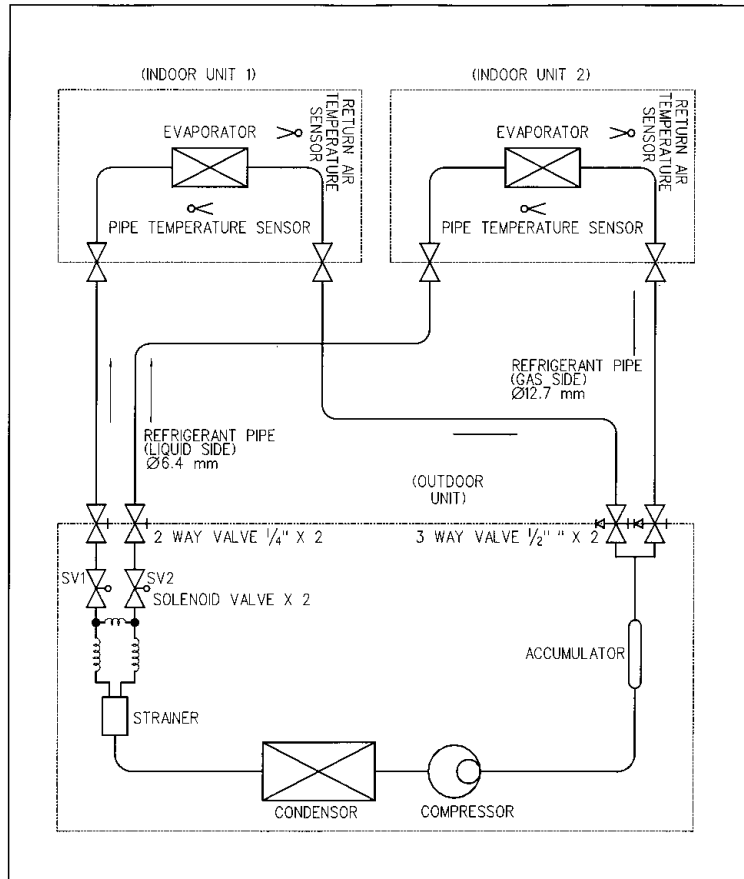 (INDOOR UNIT 1)
(INDOOR UNIT 2)
EVAPORATOR
RETURN AIR
TEMPERATURE
SENSOR
PIPE TEMPERATURE SENSOR
EVAPORATOR
RETURN AIR
TEMPERATURE
SENSOR
PIPE TEMPERATURE SENSOR
REFRIGERANT PIPE
(GAS SIDE)
Ø12.7 mm
REFRIGERANT PIPE
(LIQUID SIDE)
Ø6.4 mm
(OUTDOOR
UNIT)
2 WAY VALVE 1/4" X 2
3 WAY VALVE 1/2" " X 2
SV1
SV2
SOLENOID VALVE X 2
ACCUMULATOR
STRAINER
CONDENSOR
COMPRESSOR